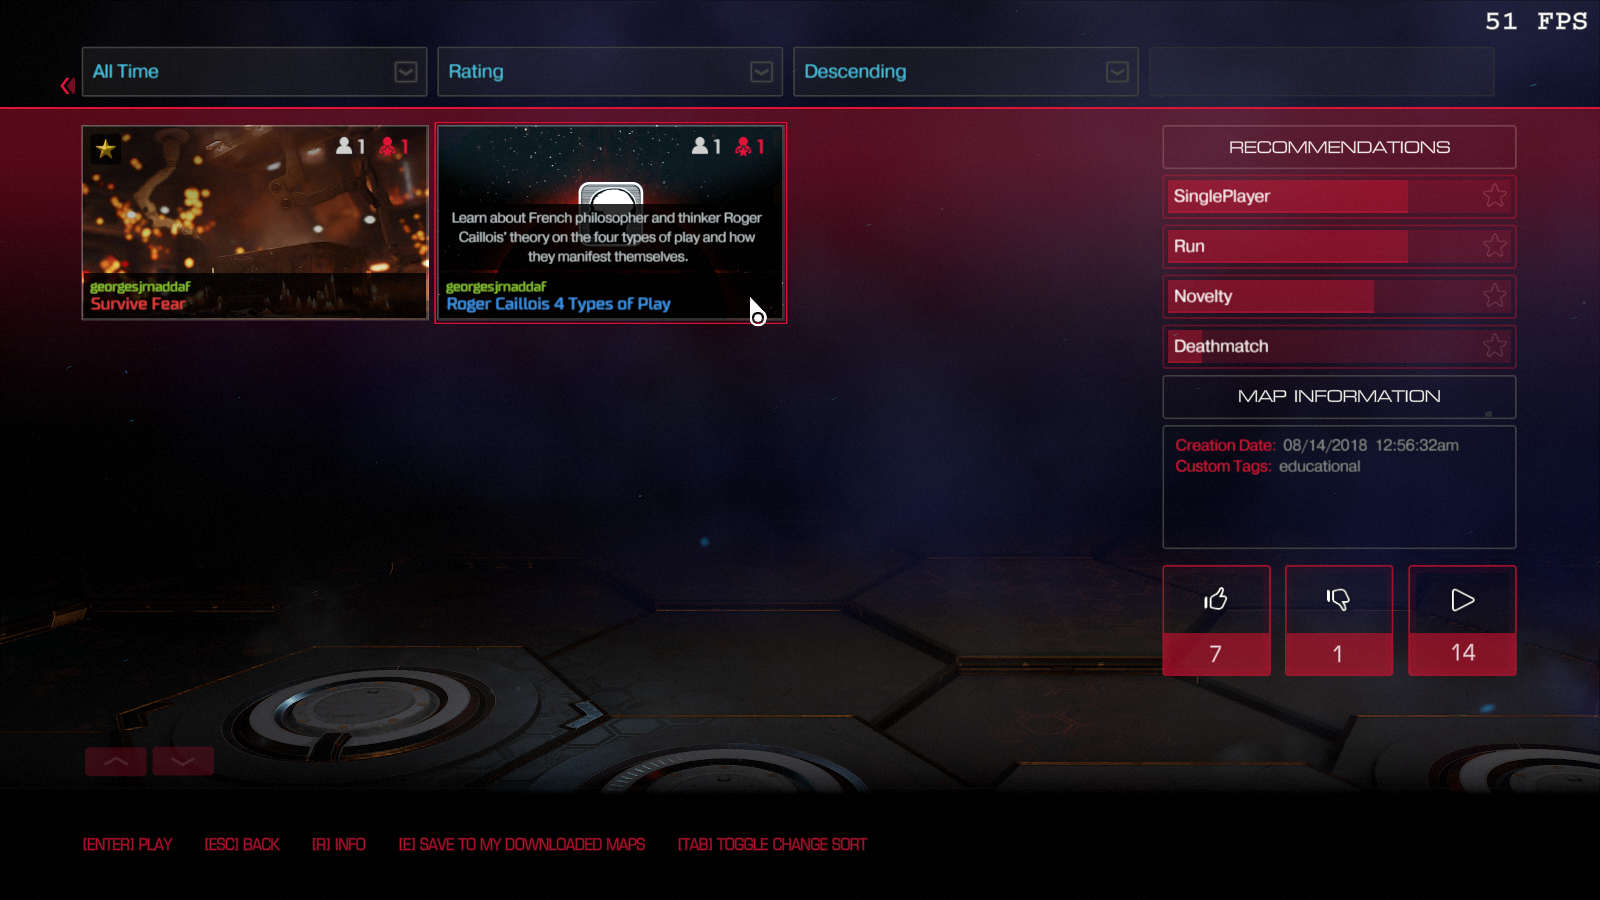 51 FPS
All Time
Rating
Descending
1
1
georgesjrnaddaf
Survive Fear
1
1
Learn about French philosopher and thinker Roger
Caillois' theory on the four types of play and how
they manifest themselves.
georgesjrnaddaf
Roger Caillois 4 Types of Play
RECOMMENDATIONS
SinglePlayer
Run
Novelty
Deathmatch
MAP INFORMATION
Creation Date: 08/14/2018 12:56:32am
Custom Tags: educational
7
1
14
[ENTER] PLAY
[ESC] BACK
[R] INFO
[E] SAVE TO MY DOWNLOADED MAPS
[TAB] TOGGLE CHANGE SORT